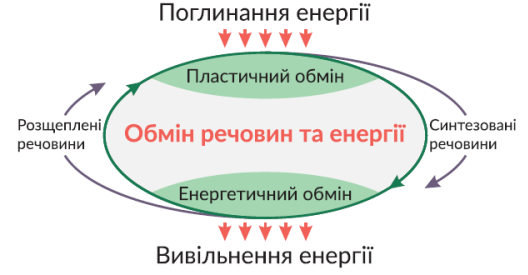 Поглинання енергії
Пластичний обмін
Розщеплені
речовини
Обмін речовин та енергії
Синтезовані
речовини
Енергетичний обмін
Вивільнення енергії